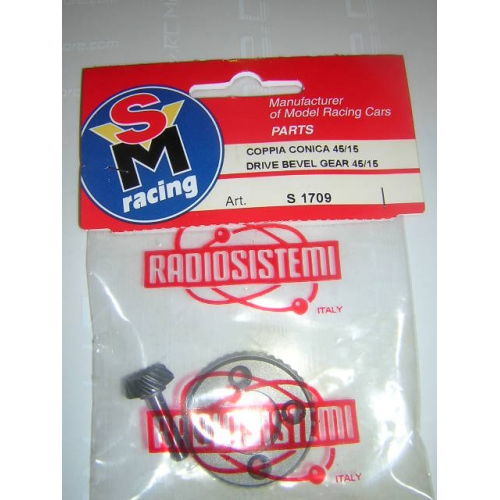 SM
racing
Manufacturer
of Model Racing Cars
PARTS
COPPIA CONICA 45/15
DRIVE BEVEL GEAR 45/15
Art. S 1709
RADIOSISTEMI
ITALY
RADIOSISTEMI
ITALY